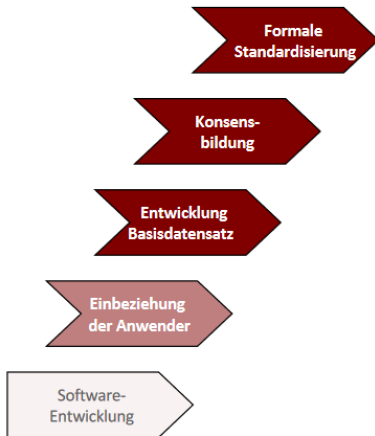 Formale
Standardisierung
Konsens-
bildung
Entwicklung
Basisdatensatz
Einbeziehung
der Anwender
Software-
Entwicklung